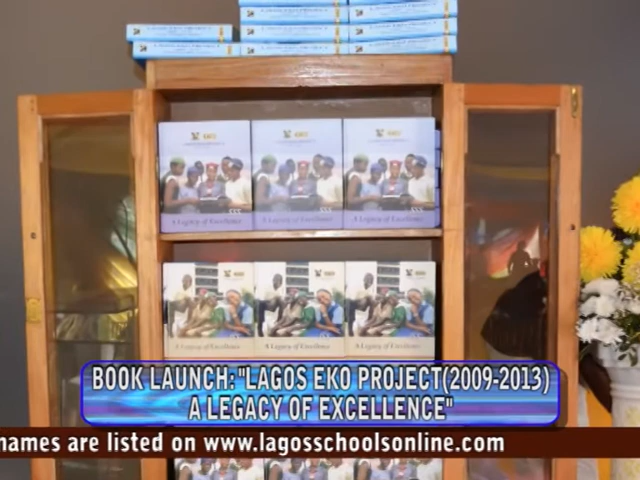 A Legacy of Excellence
A Legacy of Excellence
A Legacy of Excellence
A Legacy of Excellence
A Legacy of Excellence
A Legacy of Excellence
BOOK LAUNCH: "LAGOS EKO PROJECT(2009-2013)
A LEGACY OF EXCELLENCE"
names are listed on www.lagosschoolsonline.com